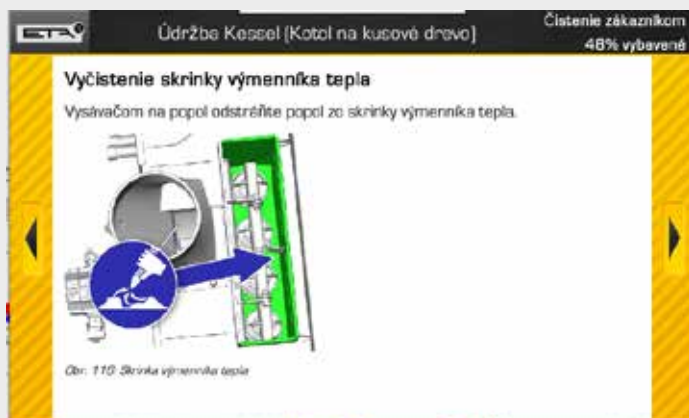 ETA
Údržba Kessel (Kotol na kusové drevo)
Čistenie zákazníkom
48% vybavené
Vyčistenie skrinky výmenníka tepla
Vysávačom na popol odstráňte popol zo skrinky výmenníka tepla.
Obr. 110: Skrinka výmenníka tepla